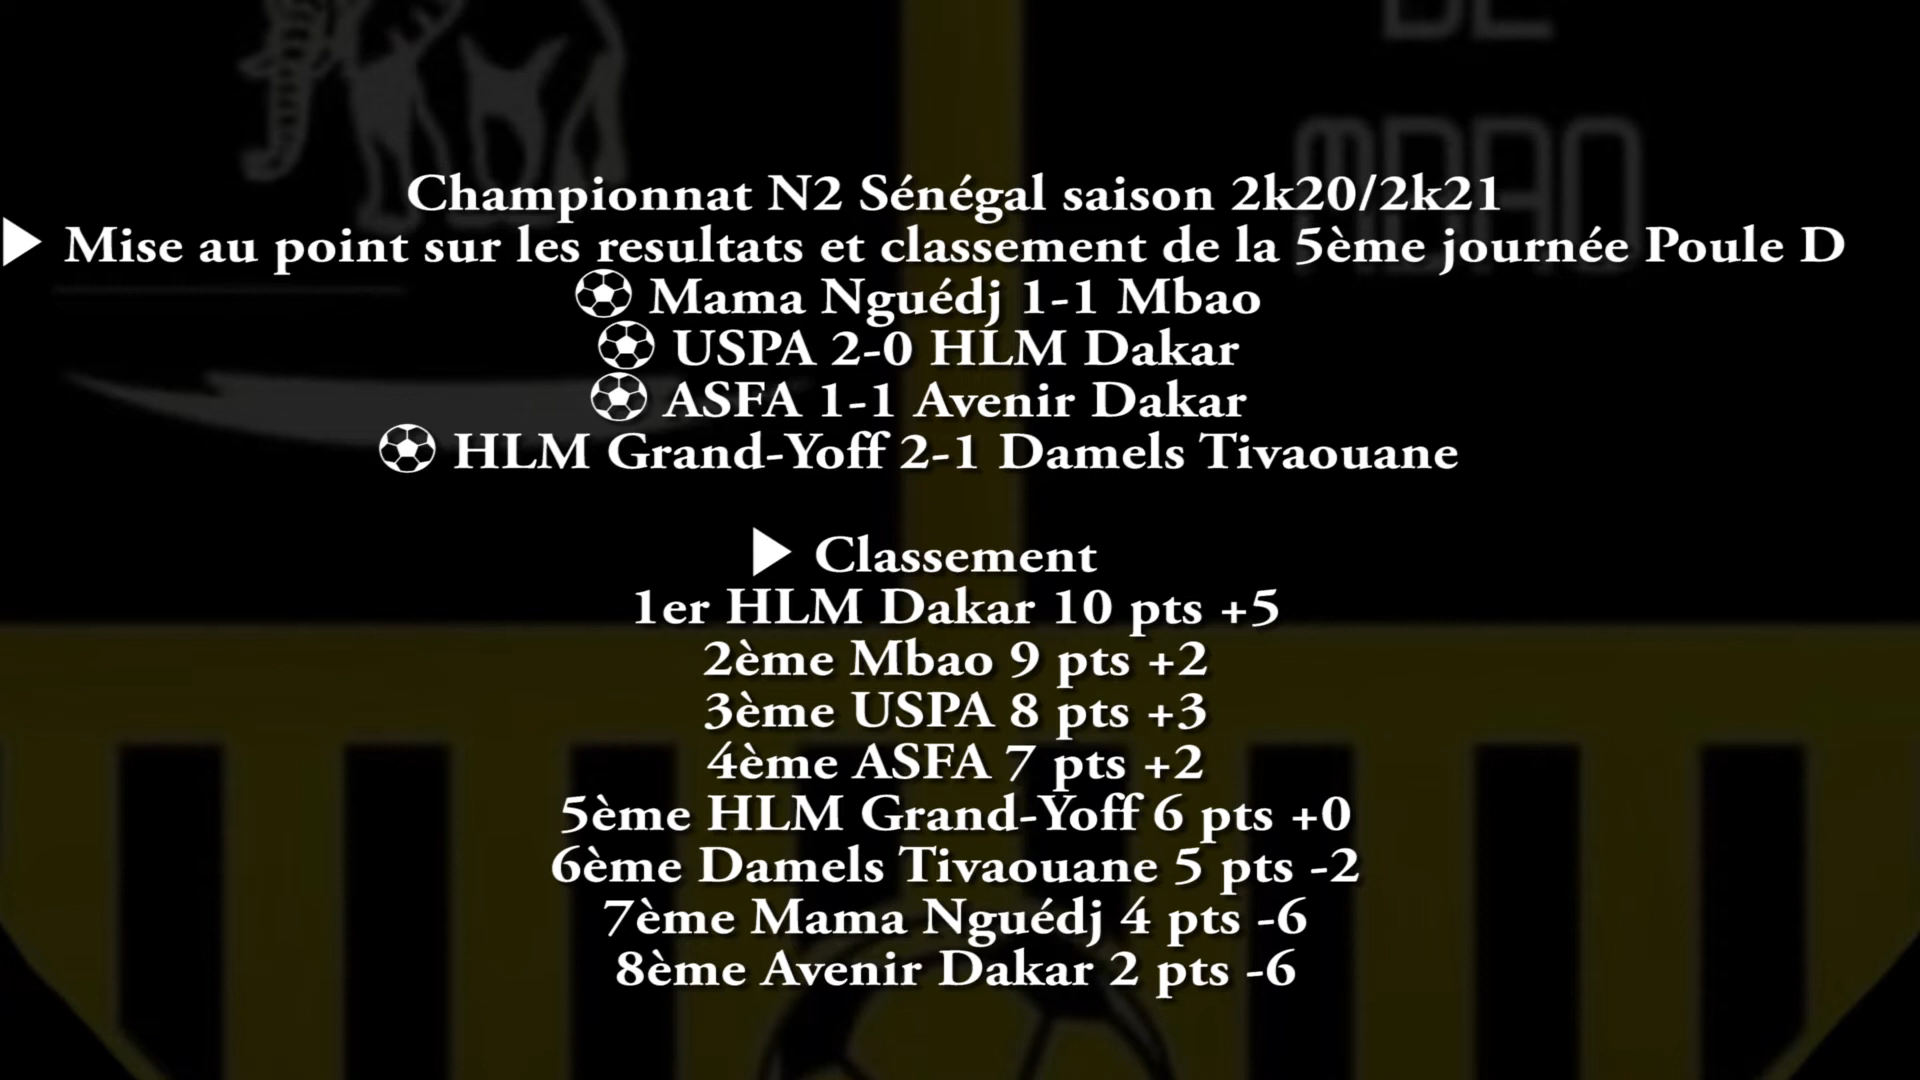 DE
MBAO
Championnat N2 Sénégal saison 2k20/2k21
▶ Mise au point sur les resultats et classement de la 5ème journée Poule D
⚽ Mama Nguédj 1-1 Mbao
⚽ USPA 2-0 HLM Dakar
⚽ ASFA 1-1 Avenir Dakar
⚽ HLM Grand-Yoff 2-1 Damels Tivaouane
▶ Classement
1er HLM Dakar 10 pts +5
2ème Mbao 9 pts +2
3ème USPA 8 pts +3
4ème ASFA 7 pts +2
5ème HLM Grand-Yoff 6 pts +0
6ème Damels Tivaouane 5 pts -2
7ème Mama Nguédj 4 pts -6
8ème Avenir Dakar 2 pts -6